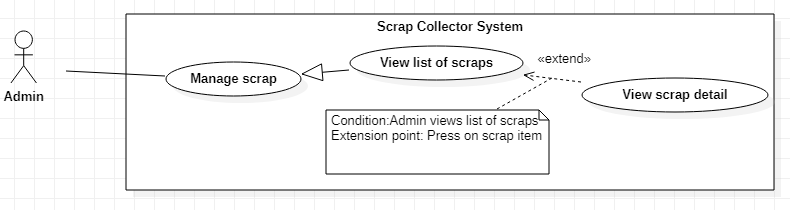 Scrap Collector System
Admin
Manage scrap
View list of scraps
«extend»
View scrap detail
Condition:Admin views list of scraps
Extension point: Press on scrap item